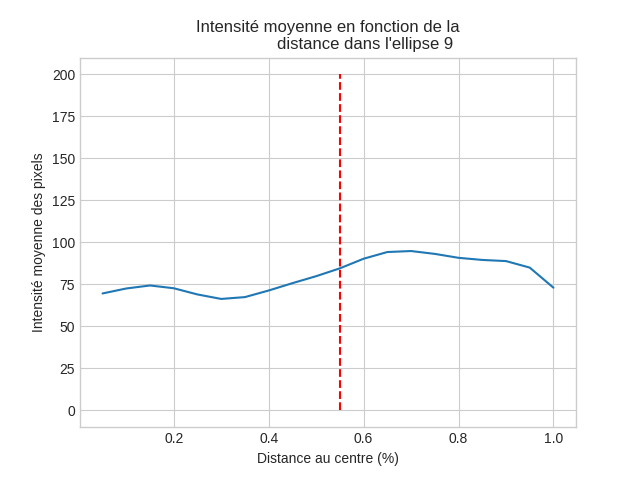 Intensité moyenne en fonction de la
distance dans l'ellipse 9
200
175
150
125
100
75
50
25
0
Intensité moyenne des pixels
0.2 0.4 0.6 0.8 1.0
Distance au centre (%)